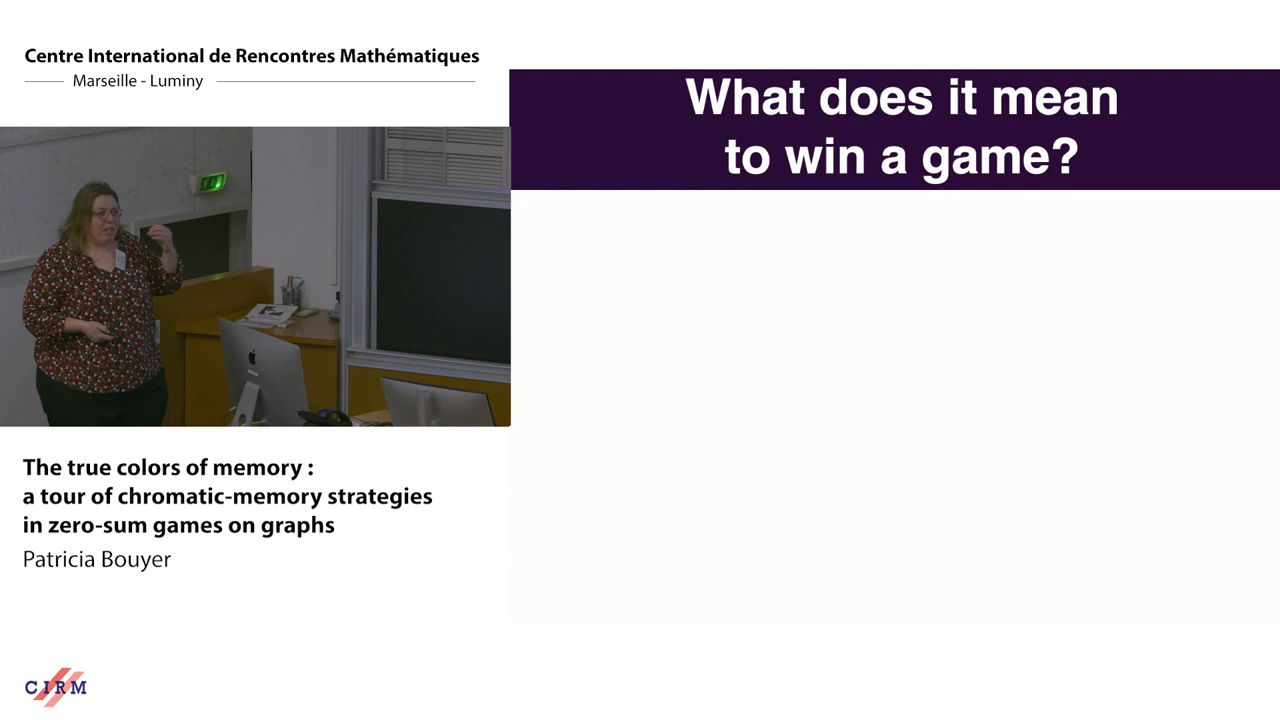 Centre International de Rencontres Mathématiques
Marseille - Luminy
What does it mean
to win a game?
The true colors of memory :
a tour of chromatic-memory strategies
in zero-sum games on graphs
Patricia Bouyer
CIRM